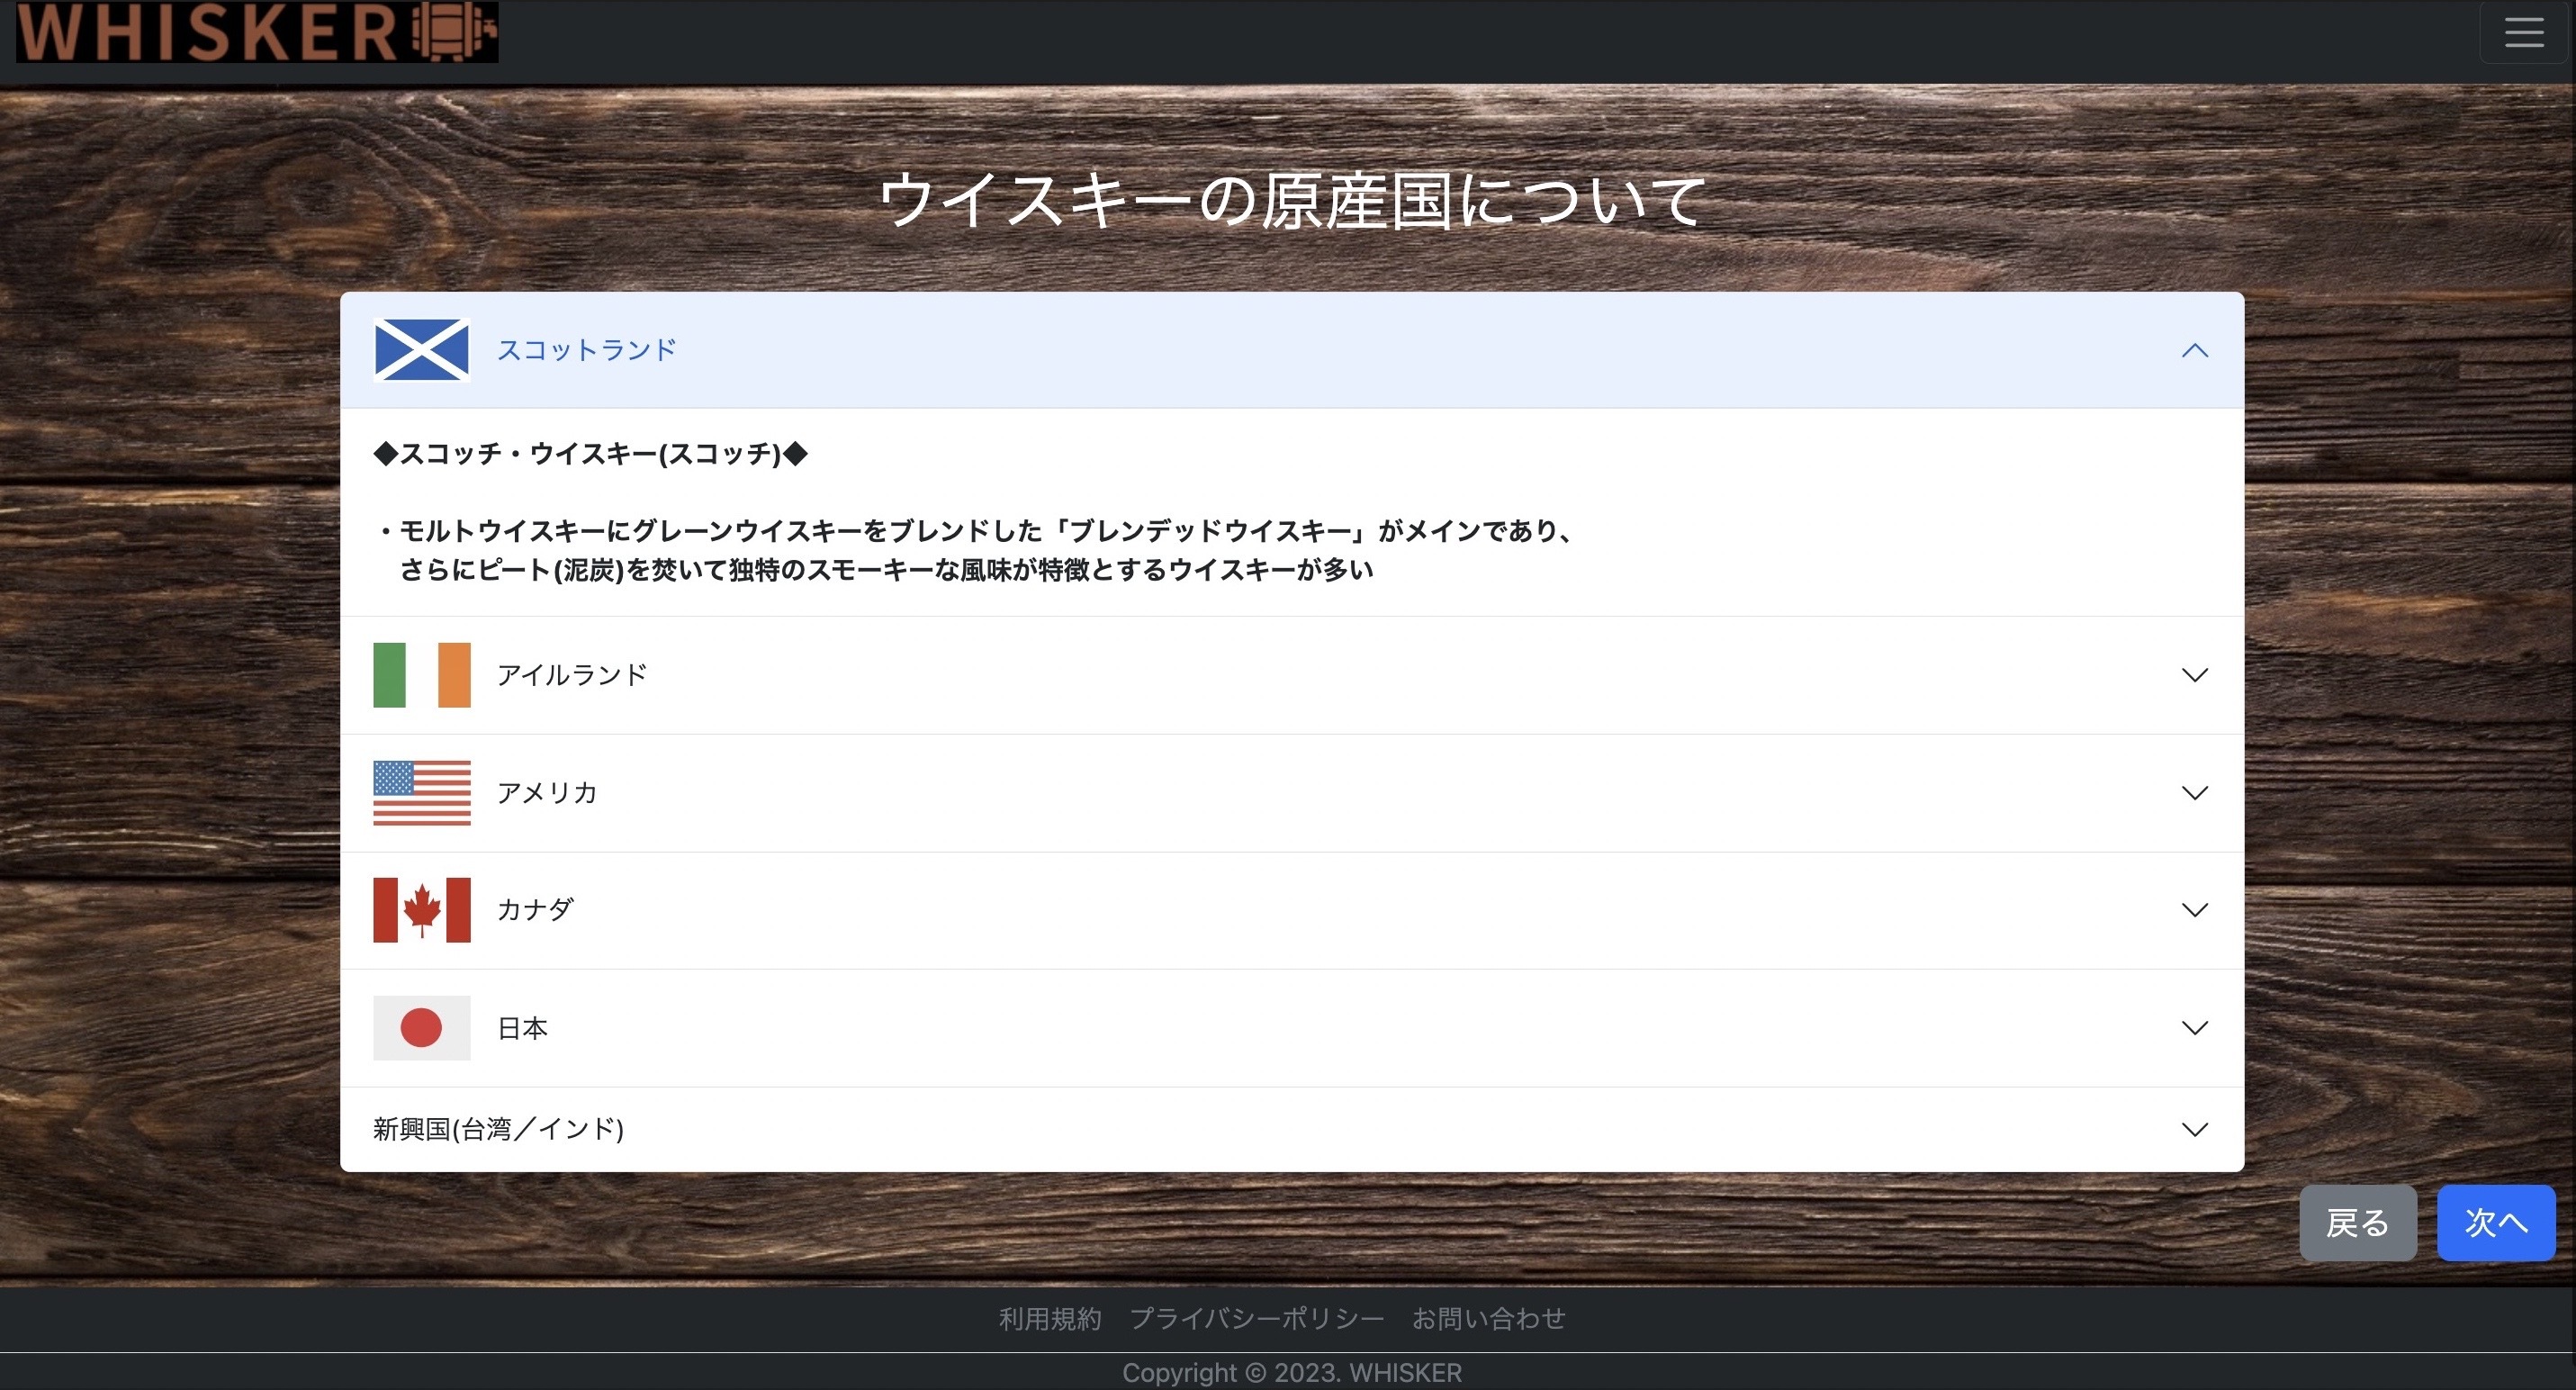 WHISKER
ウイスキーの原産国について
スコットランド
◆スコッチ・ウイスキー(スコッチ)◆
・モルトウイスキーにグレーンウイスキーをブレンドした「ブレンデッドウイスキー」がメインであり、
さらにピート(泥炭)を焚いて独特のスモーキーな風味が特徴とするウイスキーが多い
アイルランド
アメリカ
カナダ
日本
新興国(台湾／インド)
戻る 次へ
利用規約 プライバシーポリシー お問い合わせ
Copyright © 2023. WHISKER